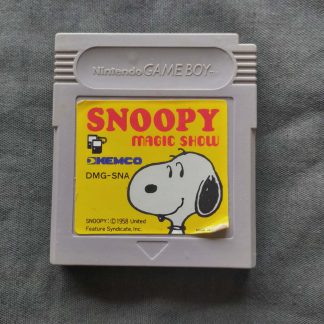 Nintendo GAME BOY
SNOOPY
MAGIC SHOW
KEMCO
DMG-SNA
SNOOPY: © 1958 United
Feature Syndicate, Inc.